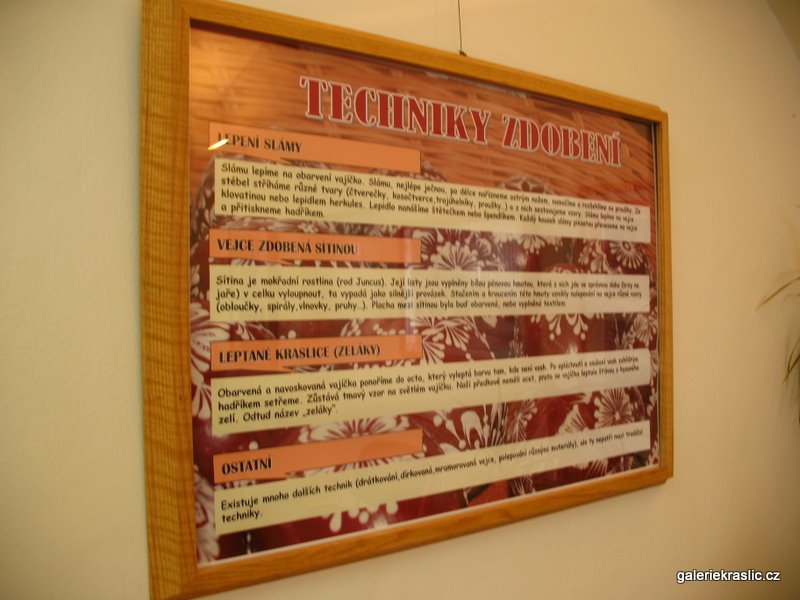 TECHNIKY ZDOBENÍ
LEPENÍ SLÁMY
Slámu lepíme na obarvení vajíčko. Slámu, nejlépe ječnou, po délce nařízneme ostrým nožem, namočíme a rozžehlíme na proužky. Ze
stébel stříháme různé tvary (čtverečky, kosočtverce, trojúhelníky, proužky..) a z nich sestavujeme vzory. Slámu lepíme na vejce
klovatinou nebo lepidlem herkules. Lepidlo nanášíme štětečkem nebo špendlíkem. Každý kousek slámy pinzetou přeneseme na vejce
a přitiskneme hadříkem.
VEJCE ZDOBENÁ SÍTINOU
Sítina je mokřadní rostlina (rod Juncus). Její listy jsou vyplněny bílou pěnovou hmotou, která z nich jde ve správnou dobu (brzy na
jaře) v celku vyloupnout, ta vypadá jako silnější provázek. Stočením a kroucením této hmoty vznikly nalepování na vejce různé vzory
(obloučky, spirály,vlnovky, pruhy..). Plocha mezi sítinou byla buď obarvená, nebo vyplněná textilem.
LEPTANÉ KRASLICE (ZELÁKY)
Obarvená a navoskovaná vajíčka ponoříme do octa, který vyleptá barvu tam, kde není vosk. Po opláchnutí a osušení vosk zahřátým
hadříkem setřeme. Zůstává tmavý vzor na světlém vajíčku. Naši předkové neměli ocet, proto se vajíčka leptala šťávou z kysaného
zelí. Odtud název „zeláky".
OSTATNÍ
Existuje mnoho dalších technik (drátkování,dírkovaná,mramorovaná vejce, polepování různými materiály), ale ty nepatří mezi tradiční
techniky.
galeriekraslic.cz